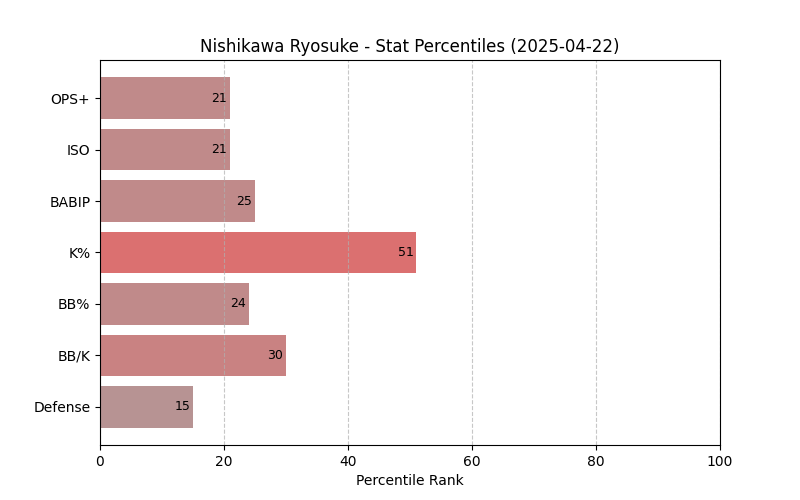 Nishikawa Ryosuke - Stat Percentiles (2025-04-22)
OPS+ 21
ISO 21
BABIP 25
K% 51
BB% 24
BB/K 30
Defense 15
0 20 40 60 80 100
Percentile Rank